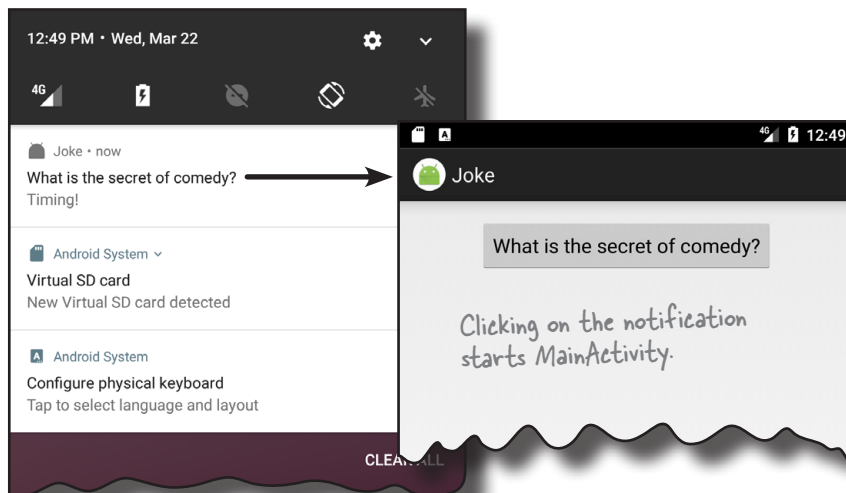 12:49 PM • Wed, Mar 22
4G
Joke • now
What is the secret of comedy?
Timing!
Android System
Virtual SD card
New Virtual SD card detected
A Android System
Configure physical keyboard
Tap to select language and layout
CLEAR ALL
A
4G 12:49
Joke
What is the secret of comedy?
Clicking on the notification
starts MainActivity.